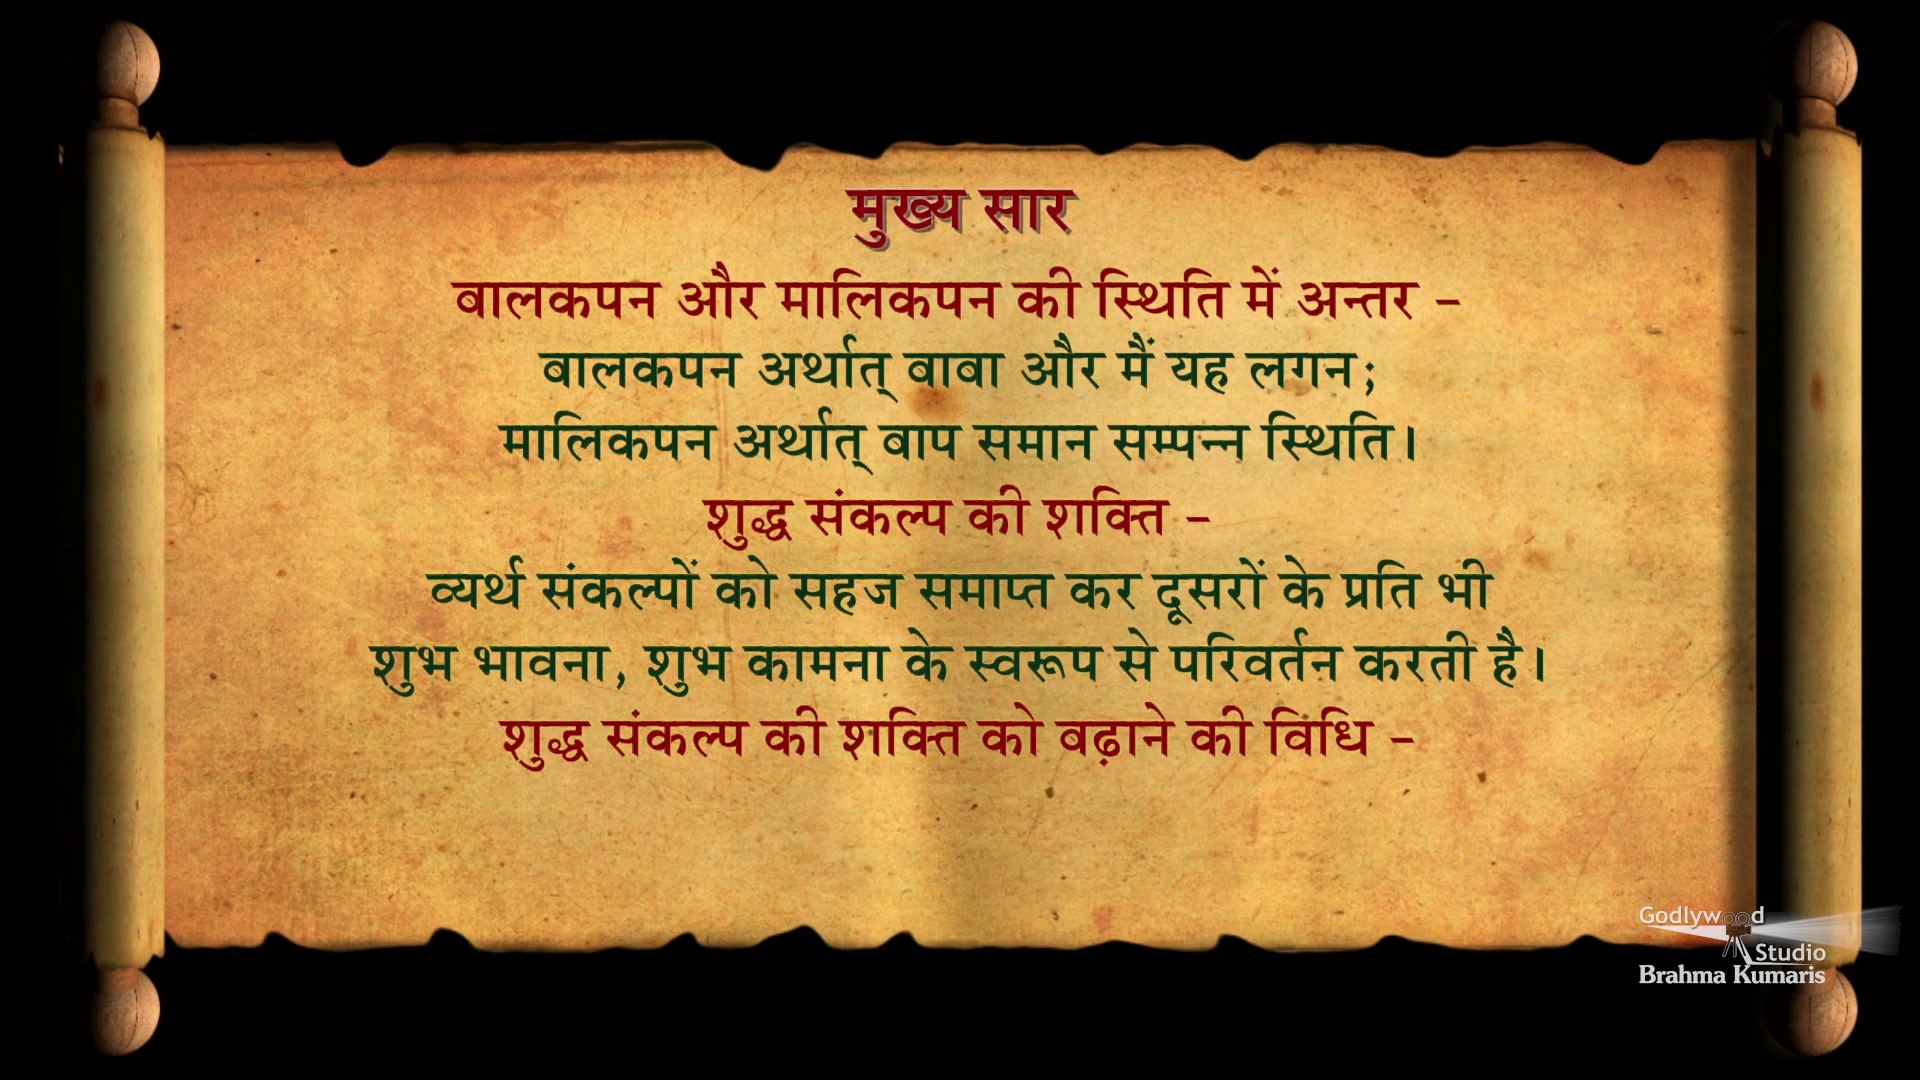 मुख्य सार
बालकपन और मालिकपन की स्थिति में अन्तर –
बालकपन अर्थात् बाबा और मैं यह लगन;
मालिकपन अर्थात् बाप समान सम्पन्न स्थिति।
शुद्ध संकल्प की शक्ति –
व्यर्थ संकल्पों को सहज समाप्त कर दूसरों के प्रति भी
शुभ भावना, शुभ कामना के स्वरूप से परिवर्तन करती है।
शुद्ध संकल्प की शक्ति को बढ़ाने की विधि –
Godlywood
Studio
Brahma Kumaris